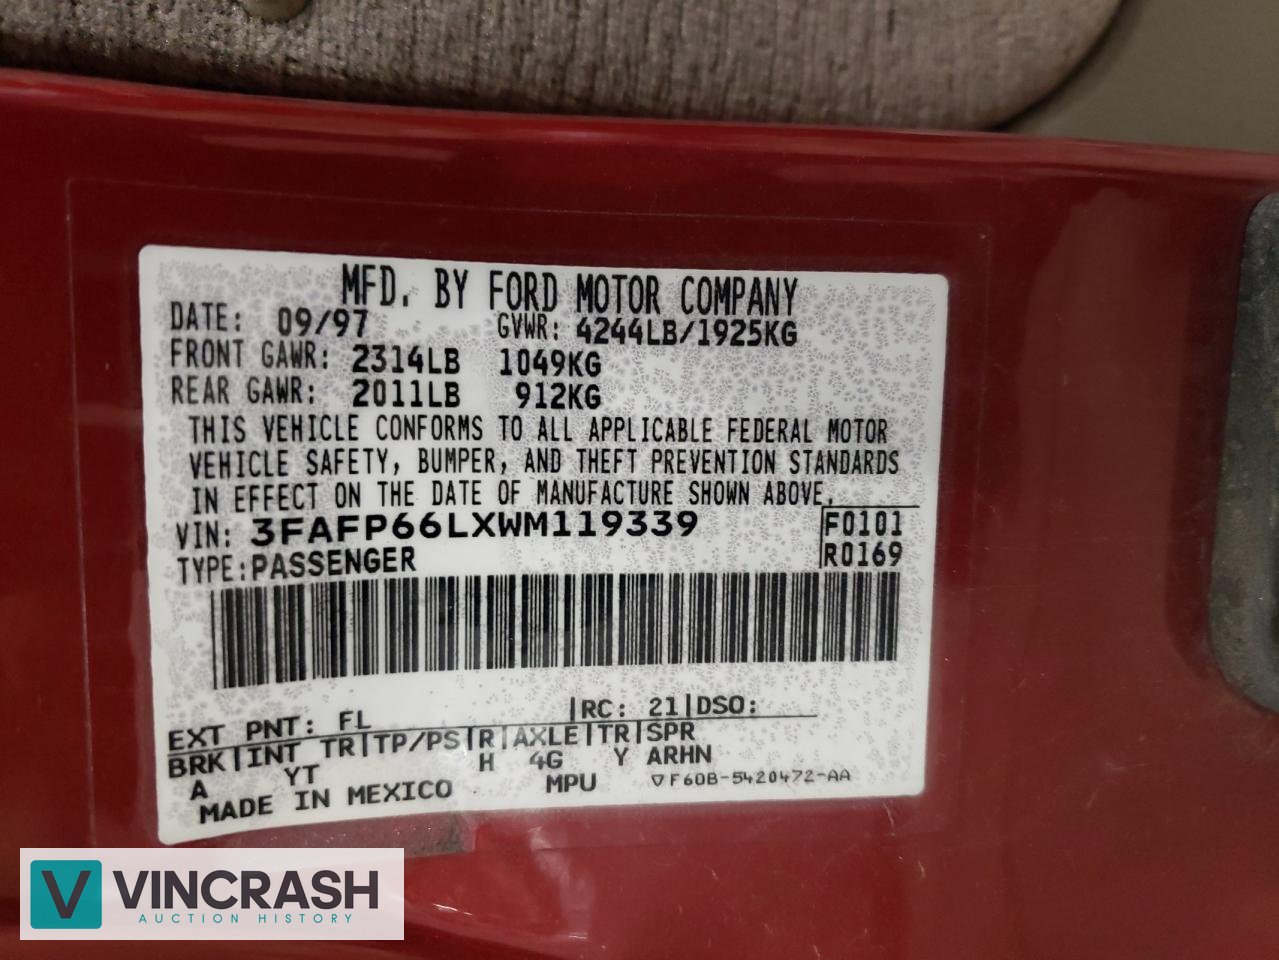 MFD. BY FORD MOTOR COMPANY
DATE: 09/97 GVWR: 4244LB/1925KG
FRONT GAWR: 2314LB 1049KG
REAR GAWR: 2011LB 912KG
THIS VEHICLE CONFORMS TO ALL APPLICABLE FEDERAL MOTOR
VEHICLE SAFETY, BUMPER, AND THEFT PREVENTION STANDARDS
IN EFFECT ON THE DATE OF MANUFACTURE SHOWN ABOVE.
VIN: 3FAFP66LXWM119339 F0101
TYPE: PASSENGER R0169
EXT PNT: FL |RC: 21|DSO:
BRK|INT TR|TP/PS|R|AXLE|TR|SPR
A YT H 4G Y ARHN
MADE IN MEXICO MPU ▽F60B-5420472-AA
V VINCRASH
AUCTION HISTORY